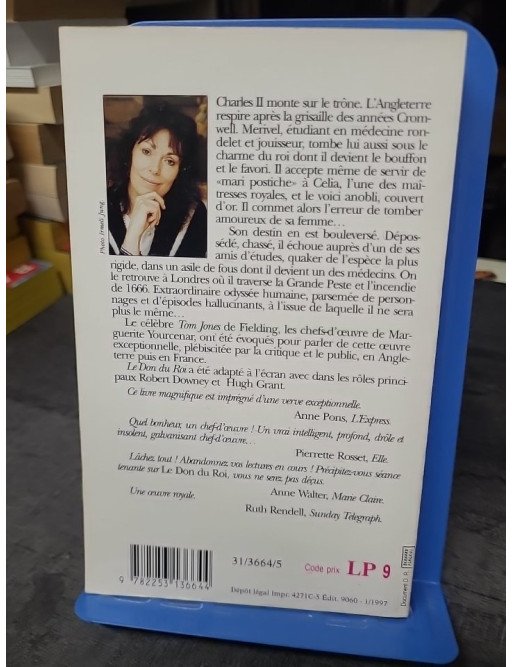 Charles II monte sur le trône. L'Angleterre
respire après la grisaille des années Crom-
well. Merivel, étudiant en médecine ron-
delet et jouisseur, tombe lui aussi sous le
charme du roi dont il devient le bouffon
et le favori. Il accepte même de servir de
«mari postiche» à Celia, l'une des maî-
tresses royales, et le voici anobli, couvert
d'or. Il commet alors l'erreur de tomber
amoureux de sa femme…
Son destin en est bouleversé. Dépos-
sédé, chassé, il échoue auprès d'un de ses
amis d'études, quaker de l'espèce la plus
rigide, dans un asile de fous dont il devient un des médecins. On
le retrouve à Londres où il traverse la Grande Peste et l'incendie
de 1666. Extraordinaire odyssée humaine, parsemée de person-
nages et d'épisodes hallucinants, à l'issue de laquelle il ne sera
plus le même…
Le célèbre Tom Jones de Fielding, les chefs-d'œuvre de Mar-
guerite Yourcenar, ont été évoqués pour parler de cette œuvre
exceptionnelle, plébiscitée par la critique et le public, en Angle-
terre puis en France.
Le Don du Roi a été adapté à l'écran avec dans les rôles princi-
paux Robert Downey et Hugh Grant.
Ce livre magnifique est imprégné d'une verve exceptionnelle.
Anne Pons, L'Express.
Quel bonheur, un chef-d'œuvre ! Un vrai intelligent, profond, drôle et
insolent, galvanisant chef-d'œuvre…
Pierrette Rosset, Elle.
Lâchez tout ! Abandonnez vos lectures en cours ! Précipitez-vous séance
tenante sur Le Don du Roi, vous ne serez pas déçus.
Anne Walter, Marie Claire.
Une œuvre royale.
Ruth Rendell, Sunday Telegraph.
31/3664/5
Code prix LP 9
9 782253 136644
Dépôt légal Impr. 4271C-5 Édit. 9060 - 1/1997